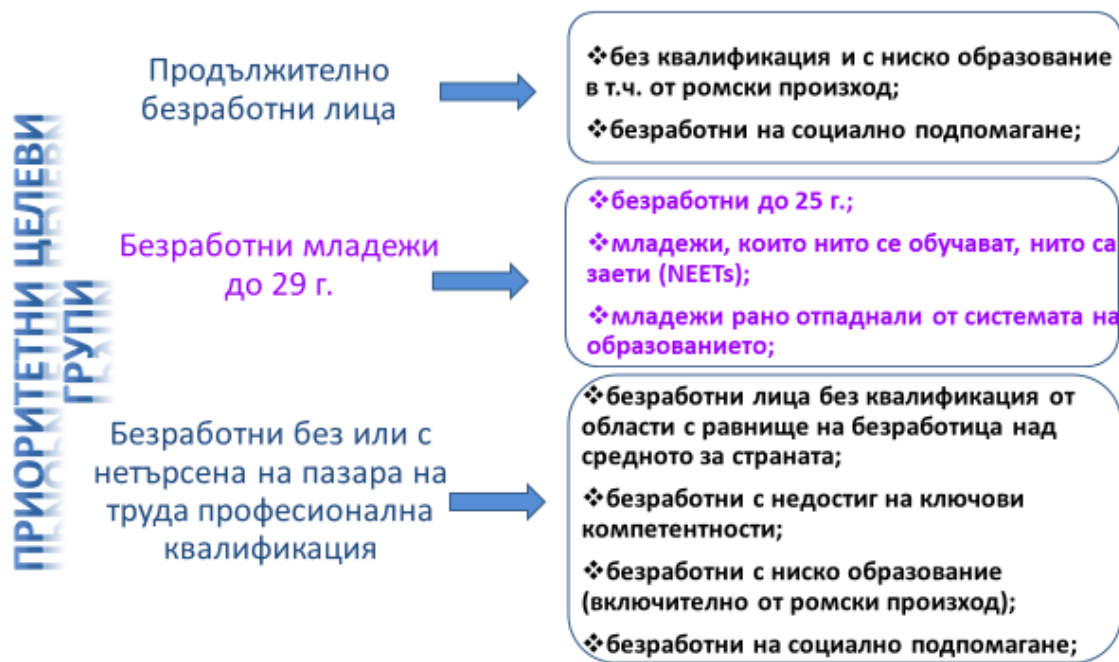 ПРИОРИТЕТНИ ЦЕЛЕВИ
ГРУПИ
Продължително
безработни лица
❖без квалификация и с ниско образование
в т.ч. от ромски произход;
❖безработни на социално подпомагане;
Безработни младежи
до 29 г.
❖безработни до 25 г.;
❖младежи, които нито се обучават, нито са
заети (NEETs);
❖младежи рано отпаднали от системата на
образованието;
Безработни без или с
нетърсена на пазара на
труда професионална
квалификация
❖безработни лица без квалификация от
области с равнище на безработица над
средното за страната;
❖безработни с недостиг на ключови
компетентности;
❖безработни с ниско образование
(включително от ромски произход);
❖безработни на социално подпомагане;